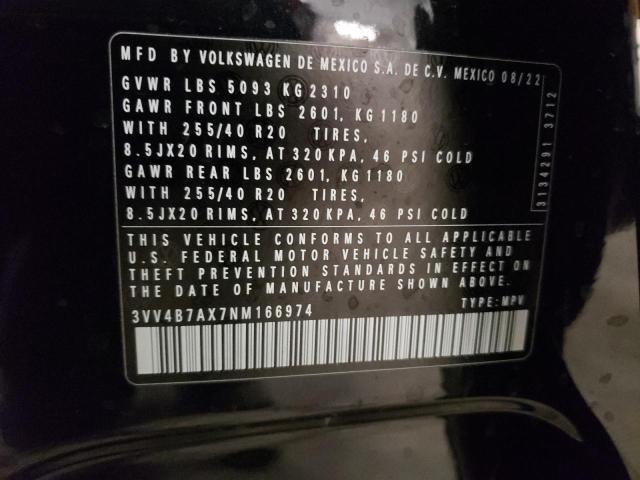 MFD BY VOLKSWAGEN DE MEXICO S.A. DE C.V. MEXICO 08/22
GVWR LBS 5093 KG 2310
GAWR FRONT LBS 2601, KG 1180
WITH 255/40 R20 TIRES,
8.5JX20 RIMS, AT 320 KPA, 46 PSI COLD
GAWR REAR LBS 2601, KG 1180
WITH 255/40 R20 TIRES,
8.5JX20 RIMS, AT 320 KPA, 46 PSI COLD
3134291 3712
THIS VEHICLE CONFORMS TO ALL APPLICABLE
U.S. FEDERAL MOTOR VEHICLE SAFETY AND
THEFT PREVENTION STANDARDS IN EFFECT ON
THE DATE OF MANUFACTURE SHOWN ABOVE.
3VV4B7AX7NM166974 TYPE:MPV